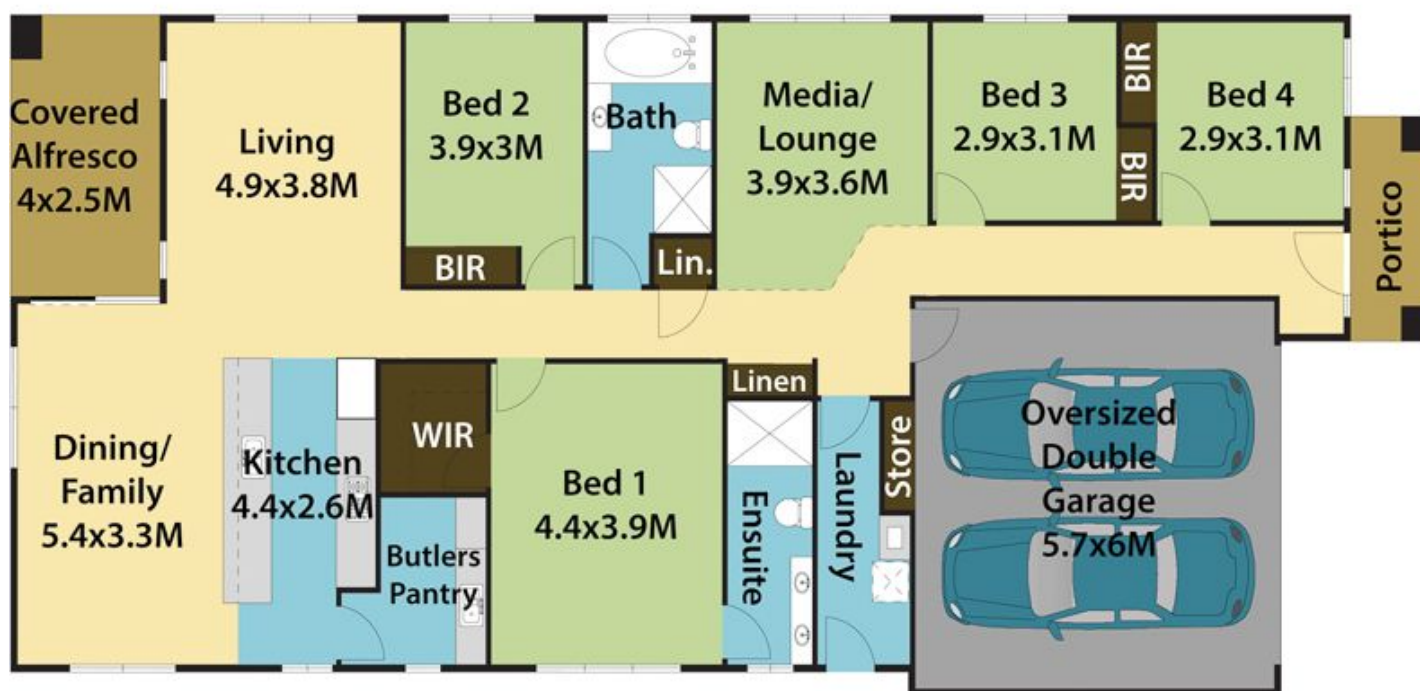 Covered
Alfresco
4x2.5M
Living
4.9x3.8M
Bed 2
3.9x3M
BIR
Bath
Lin.
Media/
Lounge
3.9x3.6M
Bed 3
2.9x3.1M
BIR
BIR
Bed 4
2.9x3.1M
Portico
Dining/
Family
5.4x3.3M
Kitchen
4.4x2.6M
WIR
Butlers
Pantry
Bed 1
4.4x3.9M
Linen
Ensuite
Laundry
Store
Oversized
Double
Garage
5.7x6M